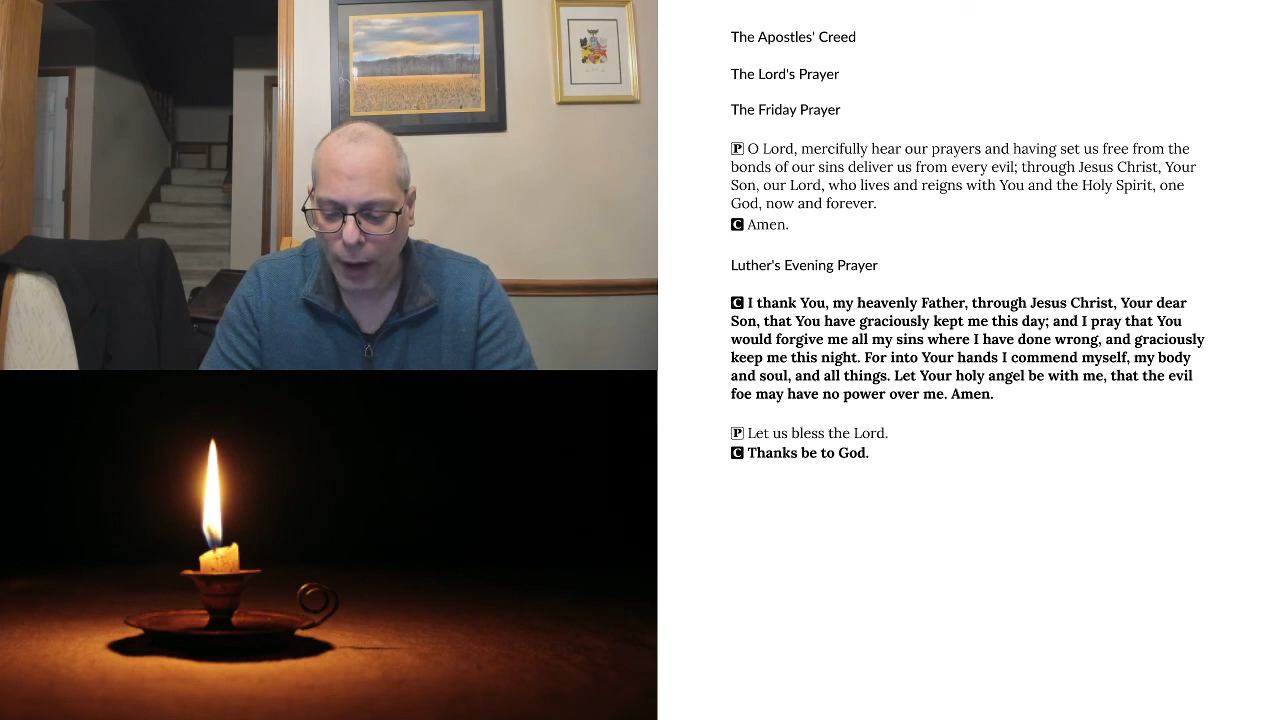 The Apostles' Creed
The Lord's Prayer
The Friday Prayer
P O Lord, mercifully hear our prayers and having set us free from the
bonds of our sins deliver us from every evil; through Jesus Christ, Your
Son, our Lord, who lives and reigns with You and the Holy Spirit, one
God, now and forever.
C Amen.
Luther's Evening Prayer
C I thank You, my heavenly Father, through Jesus Christ, Your dear
Son, that You have graciously kept me this day; and I pray that You
would forgive me all my sins where I have done wrong, and graciously
keep me this night. For into Your hands I commend myself, my body
and soul, and all things. Let Your holy angel be with me, that the evil
foe may have no power over me. Amen.
P Let us bless the Lord.
C Thanks be to God.